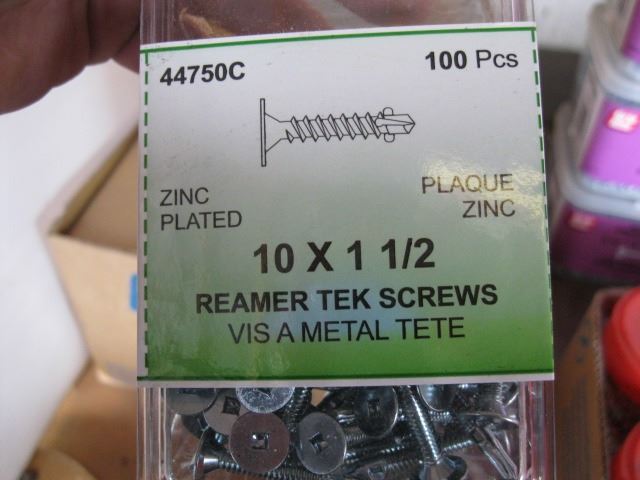 44750C
100 Pcs
ZINC
PLATED
PLAQUE
ZINC
10 X 1 1/2
REAMER TEK SCREWS
VIS A METAL TETE